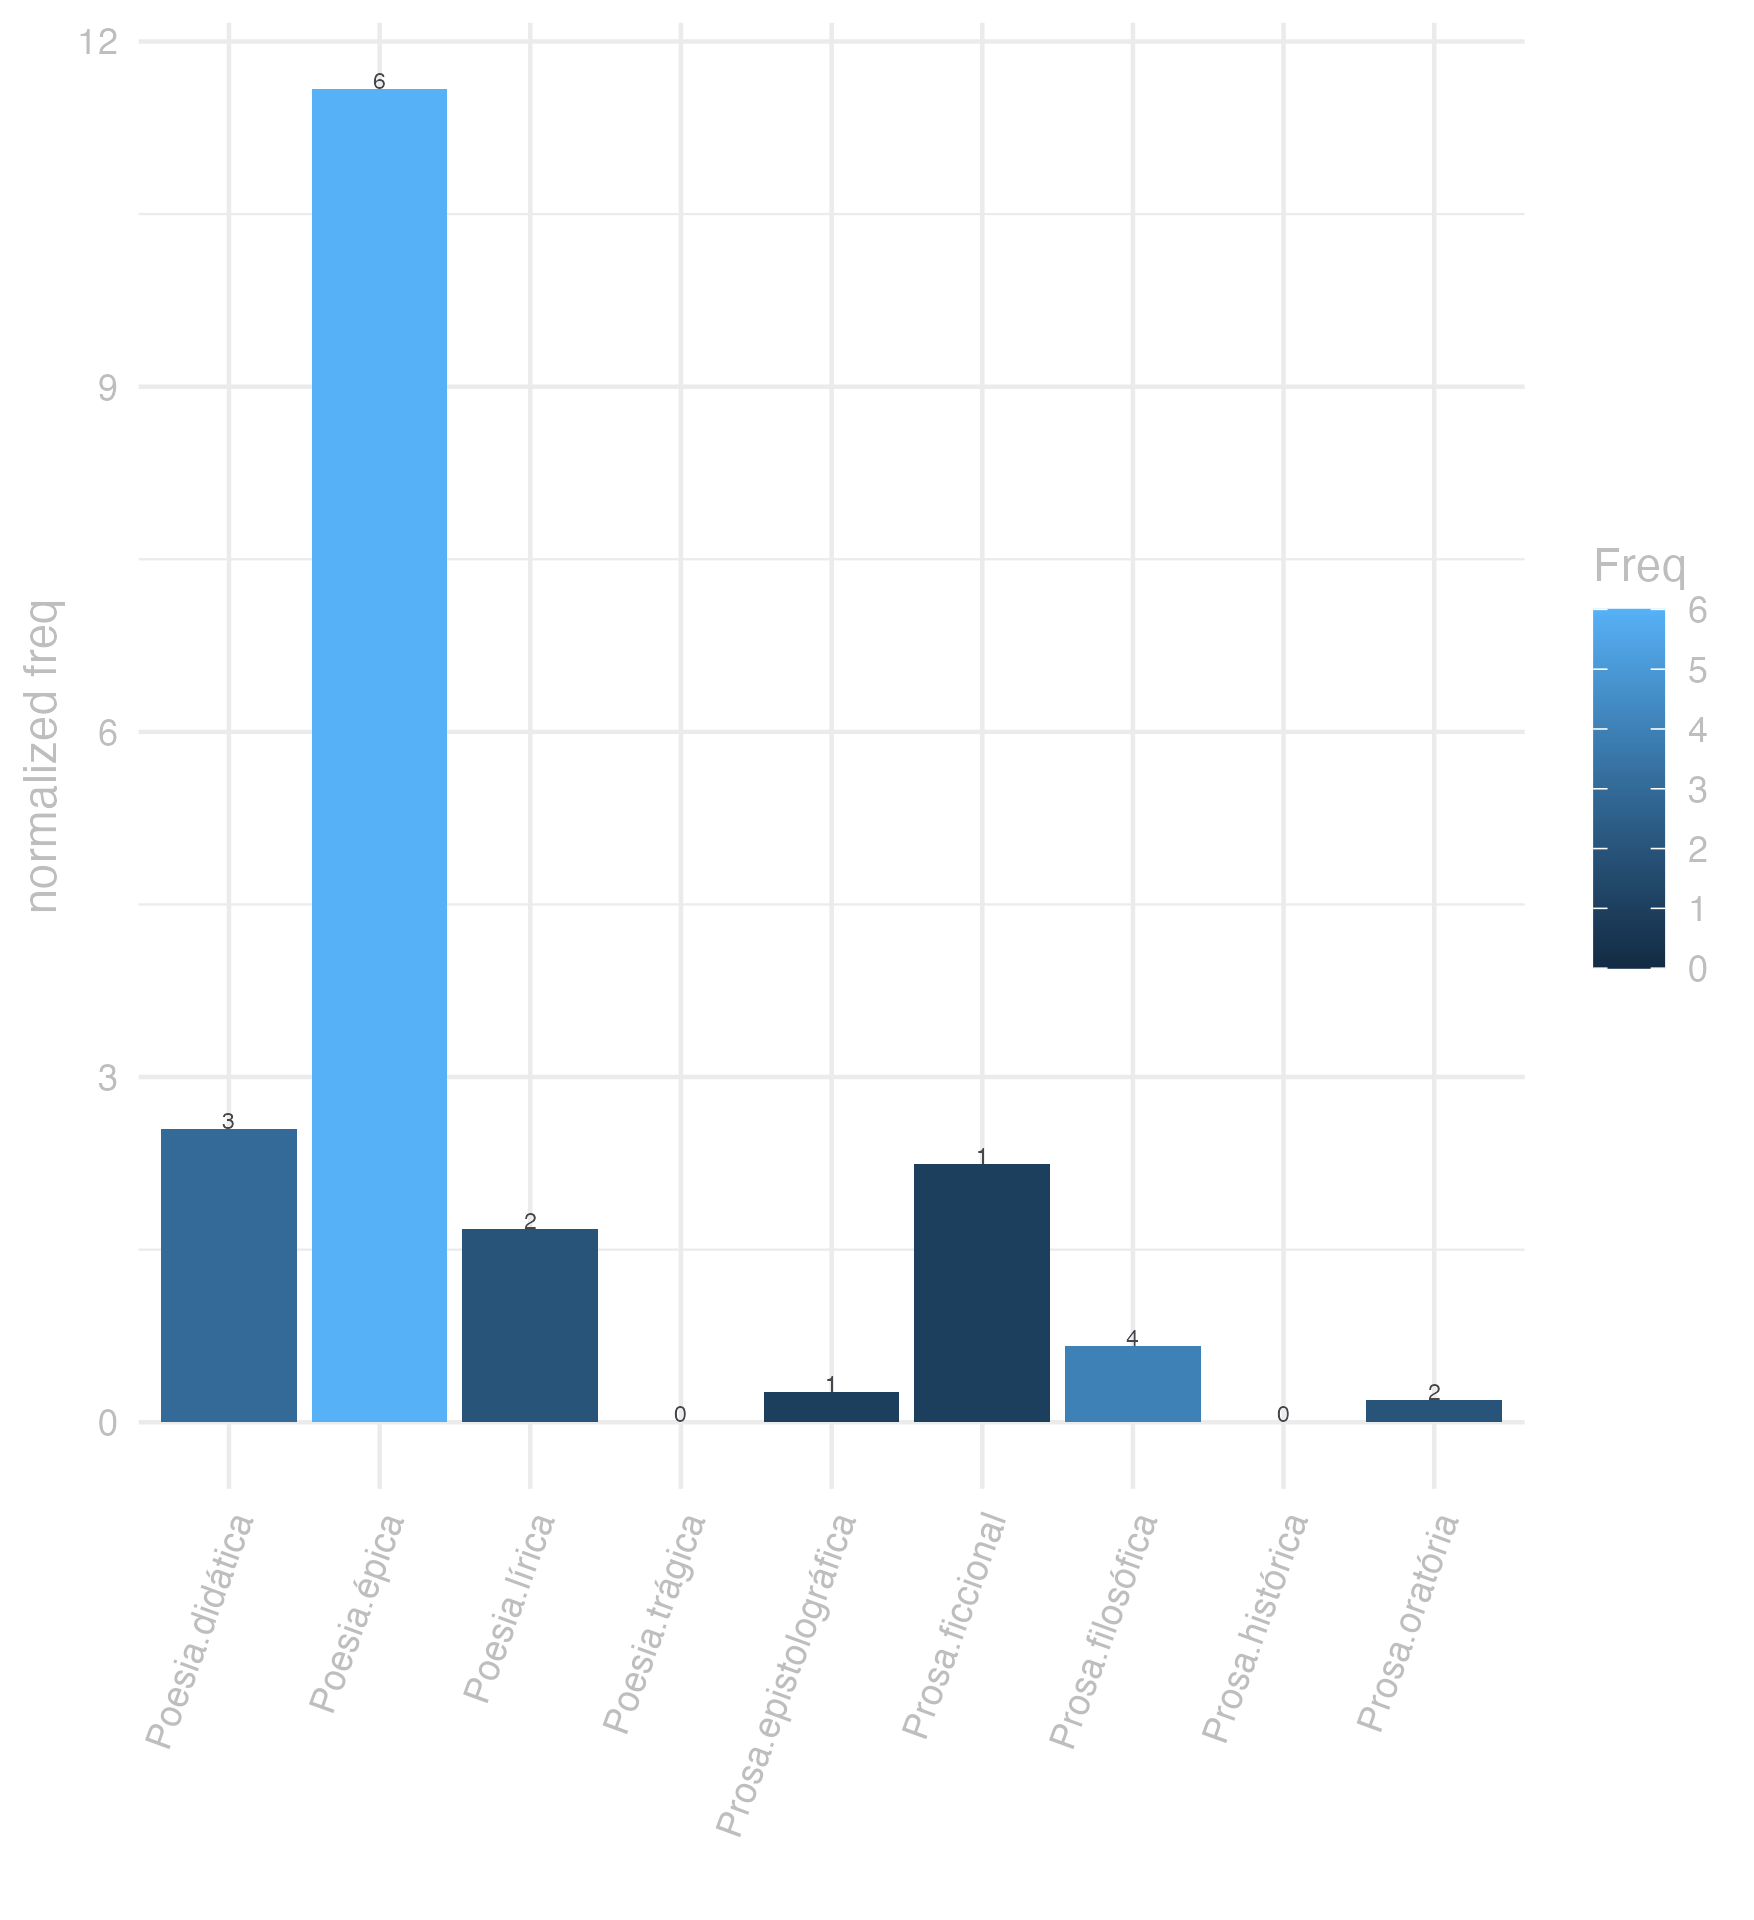 12
9
6
3
0
normalized freq
6
3
2
0
1
1
4
0
2
Poesia.didática
Poesia.épica
Poesia.lírica
Poesia.trágica
Prosa.epistolográfica
Prosa.ficcional
Prosa.filosófica
Prosa.histórica
Prosa.oratória
Freq
6
5
4
3
2
1
0